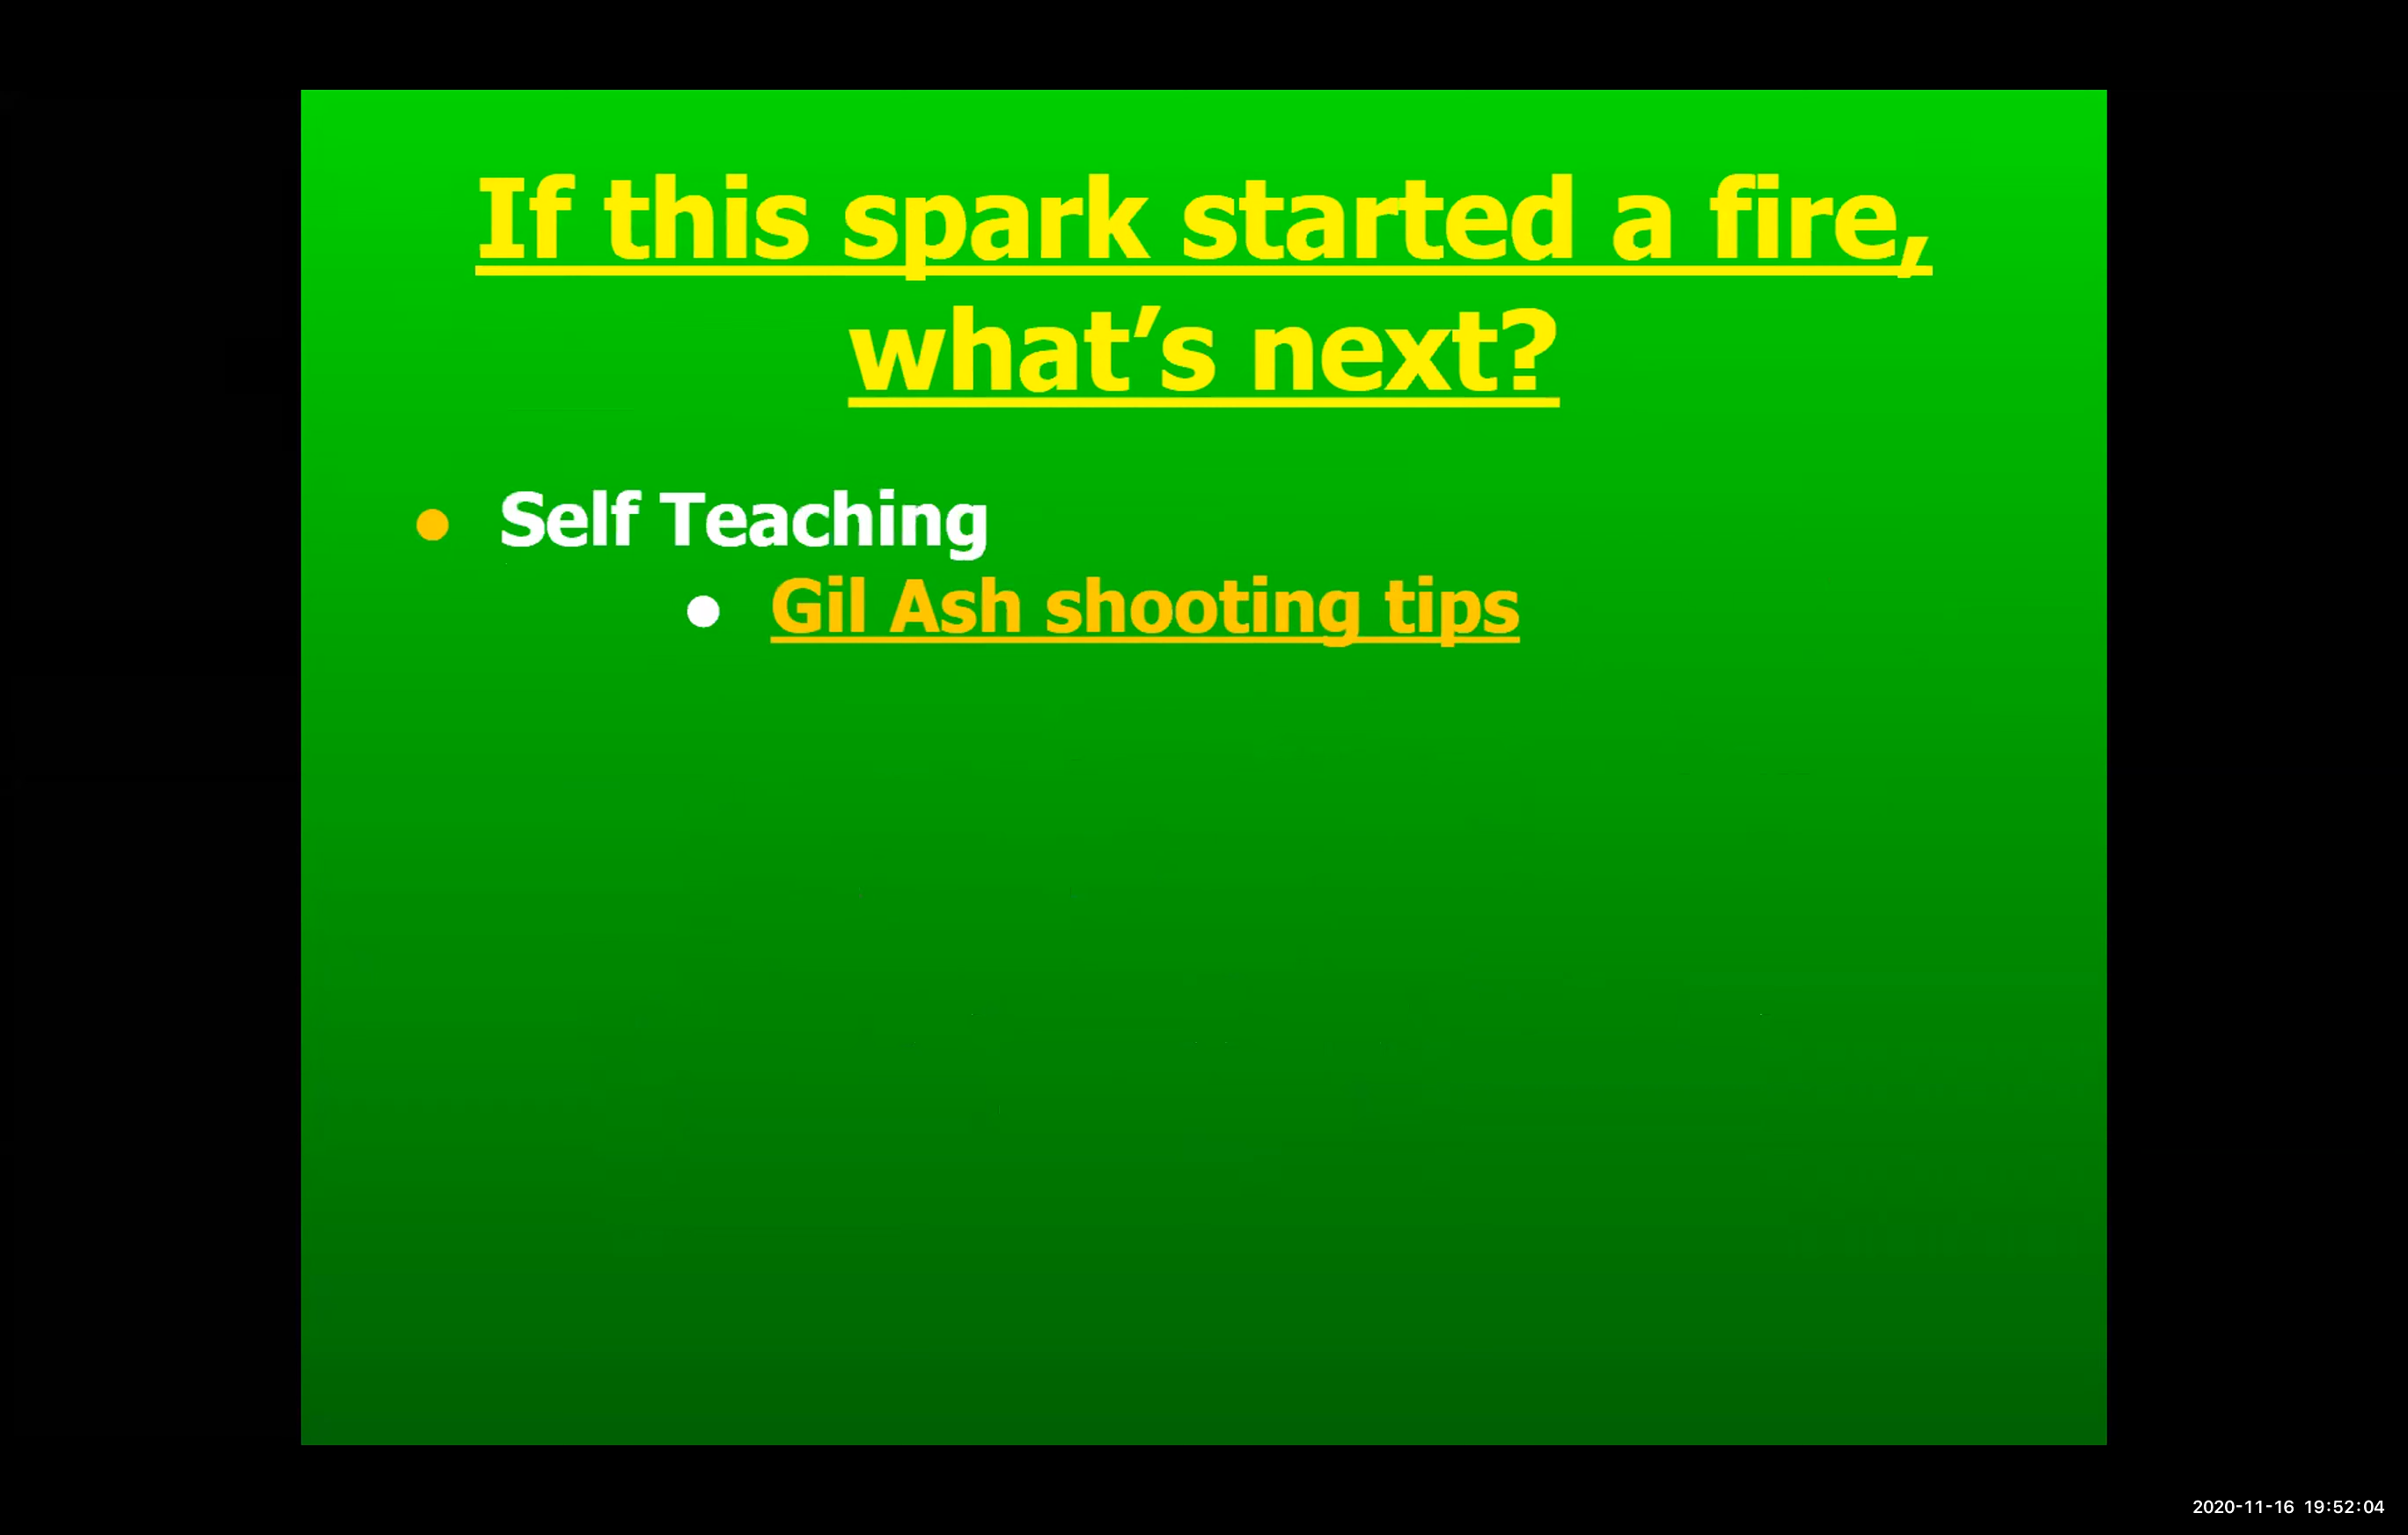 If this spark started a fire,
what’s next?
Self Teaching
Gil Ash shooting tips
2020-11-16 19:52:04